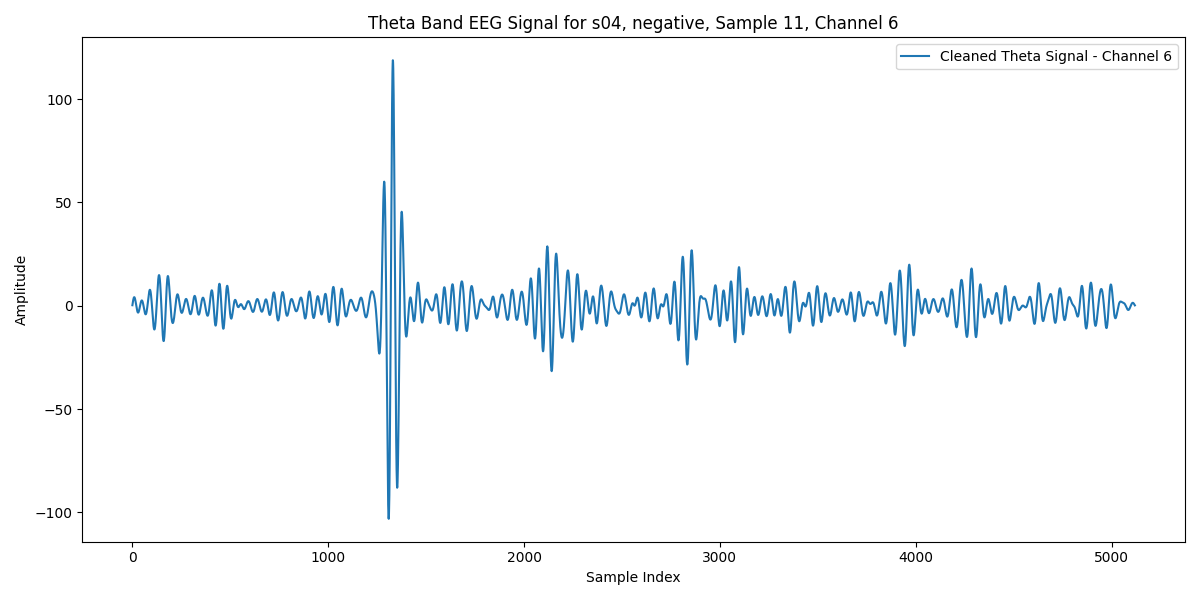 Theta Band EEG Signal for s04, negative, Sample 11, Channel 6
Cleaned Theta Signal - Channel 6
Amplitude
100
50
0
−50
−100
0 1000 2000 3000 4000 5000
Sample Index